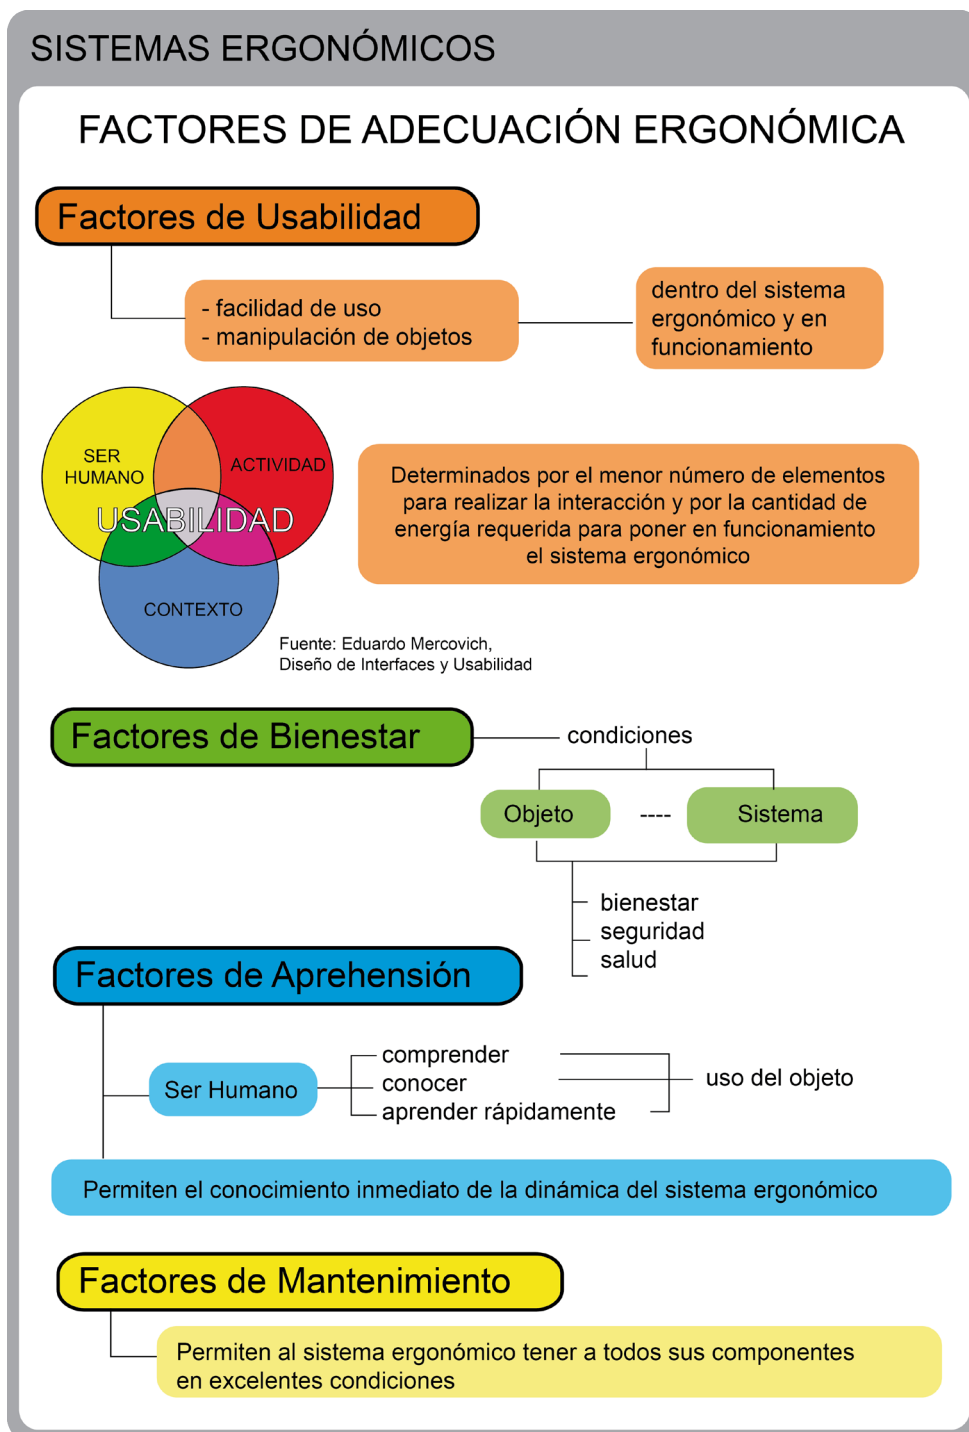 SISTEMAS ERGONÓMICOS
FACTORES DE ADECUACIÓN ERGONÓMICA
Factores de Usabilidad
- facilidad de uso
- manipulación de objetos
dentro del sistema
ergonómico y en
funcionamiento
SER
HUMANO
ACTIVIDAD
USABILIDAD
CONTEXTO
Determinados por el menor número de elementos
para realizar la interacción y por la cantidad de
energía requerida para poner en funcionamiento
el sistema ergonómico
Fuente: Eduardo Mercovich,
Diseño de Interfaces y Usabilidad
Factores de Bienestar
condiciones
Objeto
----
Sistema
bienestar
seguridad
salud
Factores de Aprehensión
Ser Humano
comprender
conocer
aprender rápidamente
uso del objeto
Permiten el conocimiento inmediato de la dinámica del sistema ergonómico
Factores de Mantenimiento
Permiten al sistema ergonómico tener a todos sus componentes
en excelentes condiciones